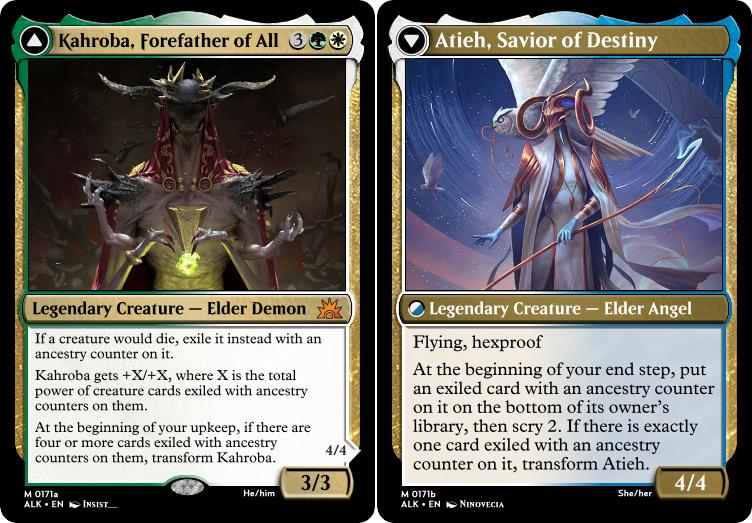 Kahroba, Forefather of All 3
Legendary Creature — Elder Demon
If a creature would die, exile it instead with an
ancestry counter on it.
Kahroba gets +X/+X, where X is the total
power of creature cards exiled with ancestry
counters on them.
At the beginning of your upkeep, if there are
four or more cards exiled with ancestry
counters on them, transform Kahroba.
4/4
3/3
M 0171a
ALK • EN Insist__
He/him
Atieh, Savior of Destiny
Legendary Creature — Elder Angel
Flying, hexproof
At the beginning of your end step, put
an exiled card with an ancestry counter
on it on the bottom of its owner’s
library, then scry 2. If there is exactly
one card exiled with an ancestry
counter on it, transform Atieh.
4/4
M 0171b
ALK • EN Ninovecia
She/her